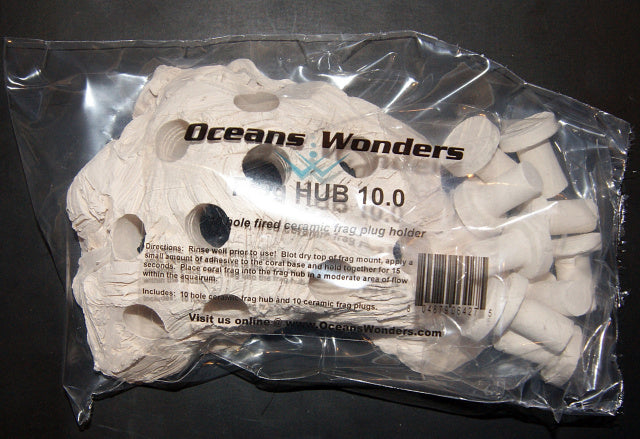 Oceans Wonders
HUB 10.0
hole fired ceramic frag plug holder
Directions: Rinse well prior to use! Blot dry top of frag mount, apply a
small amount of adhesive to the coral base and hold together for 15
seconds. Place coral frag into the frag hub in a moderate area of flow
within the aquairum.
Includes: 10 hole ceramic frag hub and 10 ceramic frag plugs.
Visit us online @ www.OceansWonders.com